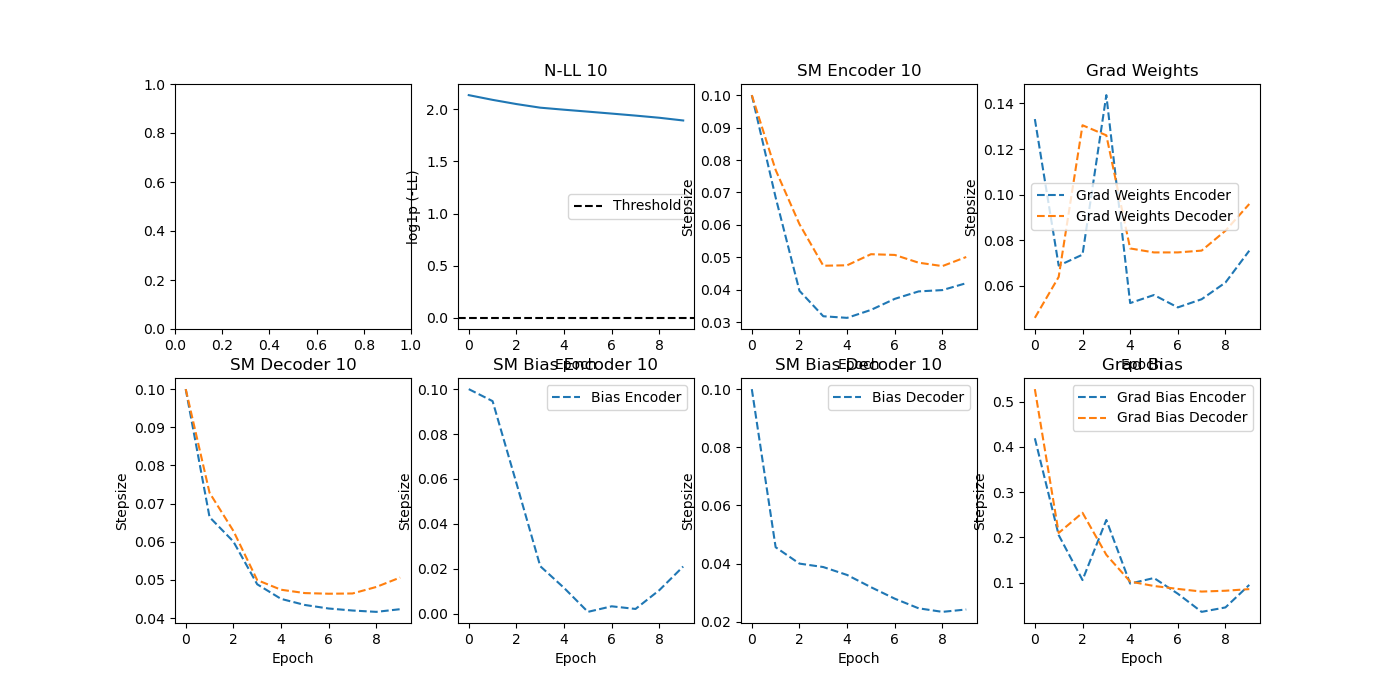 N-LL 10
SM Encoder 10
Grad Weights
1.0
0.8
0.6
0.4
0.2
0.0
0.0 0.2 0.4 0.6 0.8 1.0
log1p (-LL)
2.0
1.5
1.0
0.5
0.0
Threshold
0 2 4 6 8
Epoch
Stepsize
0.10
0.09
0.08
0.07
0.06
0.05
0.04
0.03
0 2 4 6 8
Epoch
Stepsize
0.14
0.12
0.10
0.08
0.06
Grad Weights Encoder
Grad Weights Decoder
0 2 4 6 8
Epoch
SM Decoder 10
SM Bias Encoder 10
SM Bias Decoder 10
Grad Bias
Stepsize
0.10
0.09
0.08
0.07
0.06
0.05
0.04
0 2 4 6 8
Epoch
Stepsize
0.10
0.08
0.06
0.04
0.02
0.00
Bias Encoder
0 2 4 6 8
Epoch
Stepsize
0.10
0.08
0.06
0.04
0.02
Bias Decoder
0 2 4 6 8
Epoch
Stepsize
0.5
0.4
0.3
0.2
0.1
Grad Bias Encoder
Grad Bias Decoder
0 2 4 6 8
Epoch